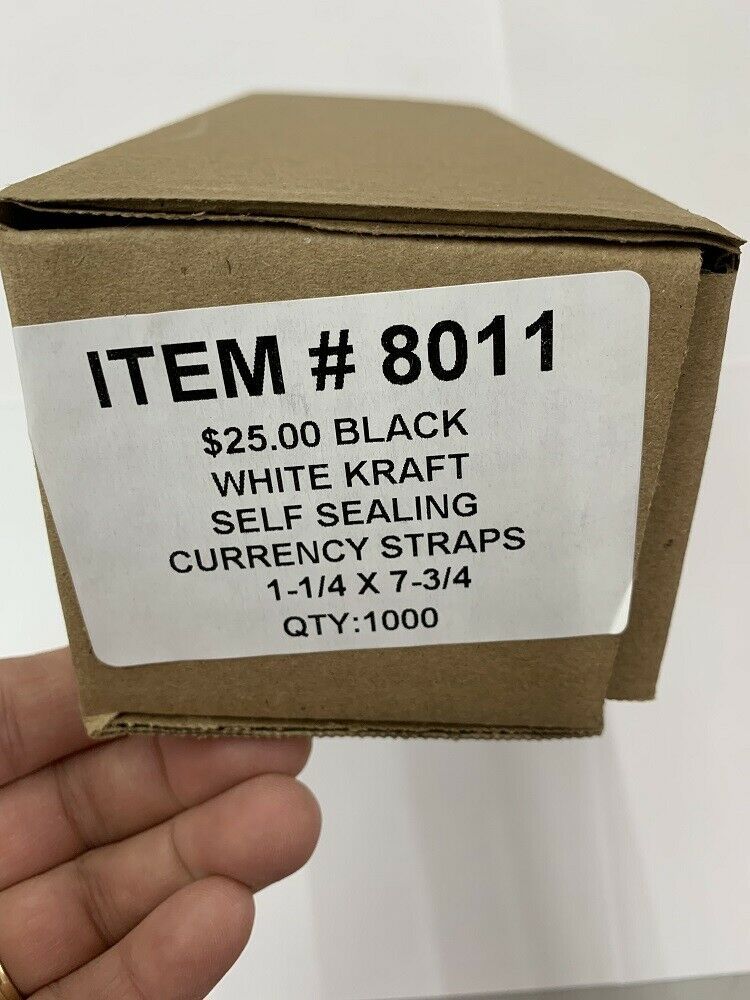 ITEM # 8011
$25.00 BLACK
WHITE KRAFT
SELF SEALING
CURRENCY STRAPS
1-1/4 X 7-3/4
QTY:1000